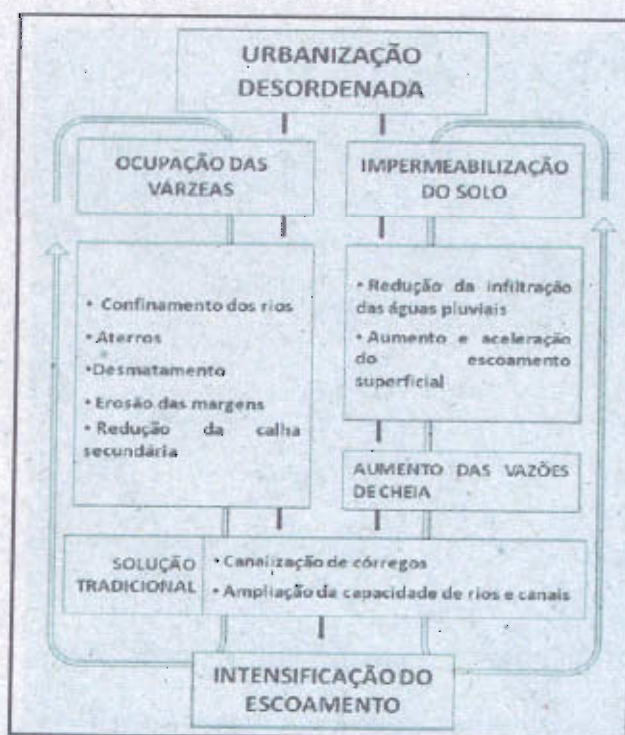 URBANIZAÇÃO
DESORDENADA
OCUPAÇÃO DAS
VÁRZEAS
IMPERMEABILIZAÇÃO
DO SOLO
• Confinamento dos rios
• Aterros
•Desmatamento
• Erosão das margens
• Redução da calha
secundária
• Redução da infiltração
das águas pluviais
• Aumento e aceleração
do escoamento
superficial
AUMENTO DAS VAZÕES
DE CHEIA
SOLUÇÃO
TRADICIONAL
• Canalização de córregos
• Ampliação da capacidade de rios e canais
INTENSIFICAÇÃO DO
ESCOAMENTO